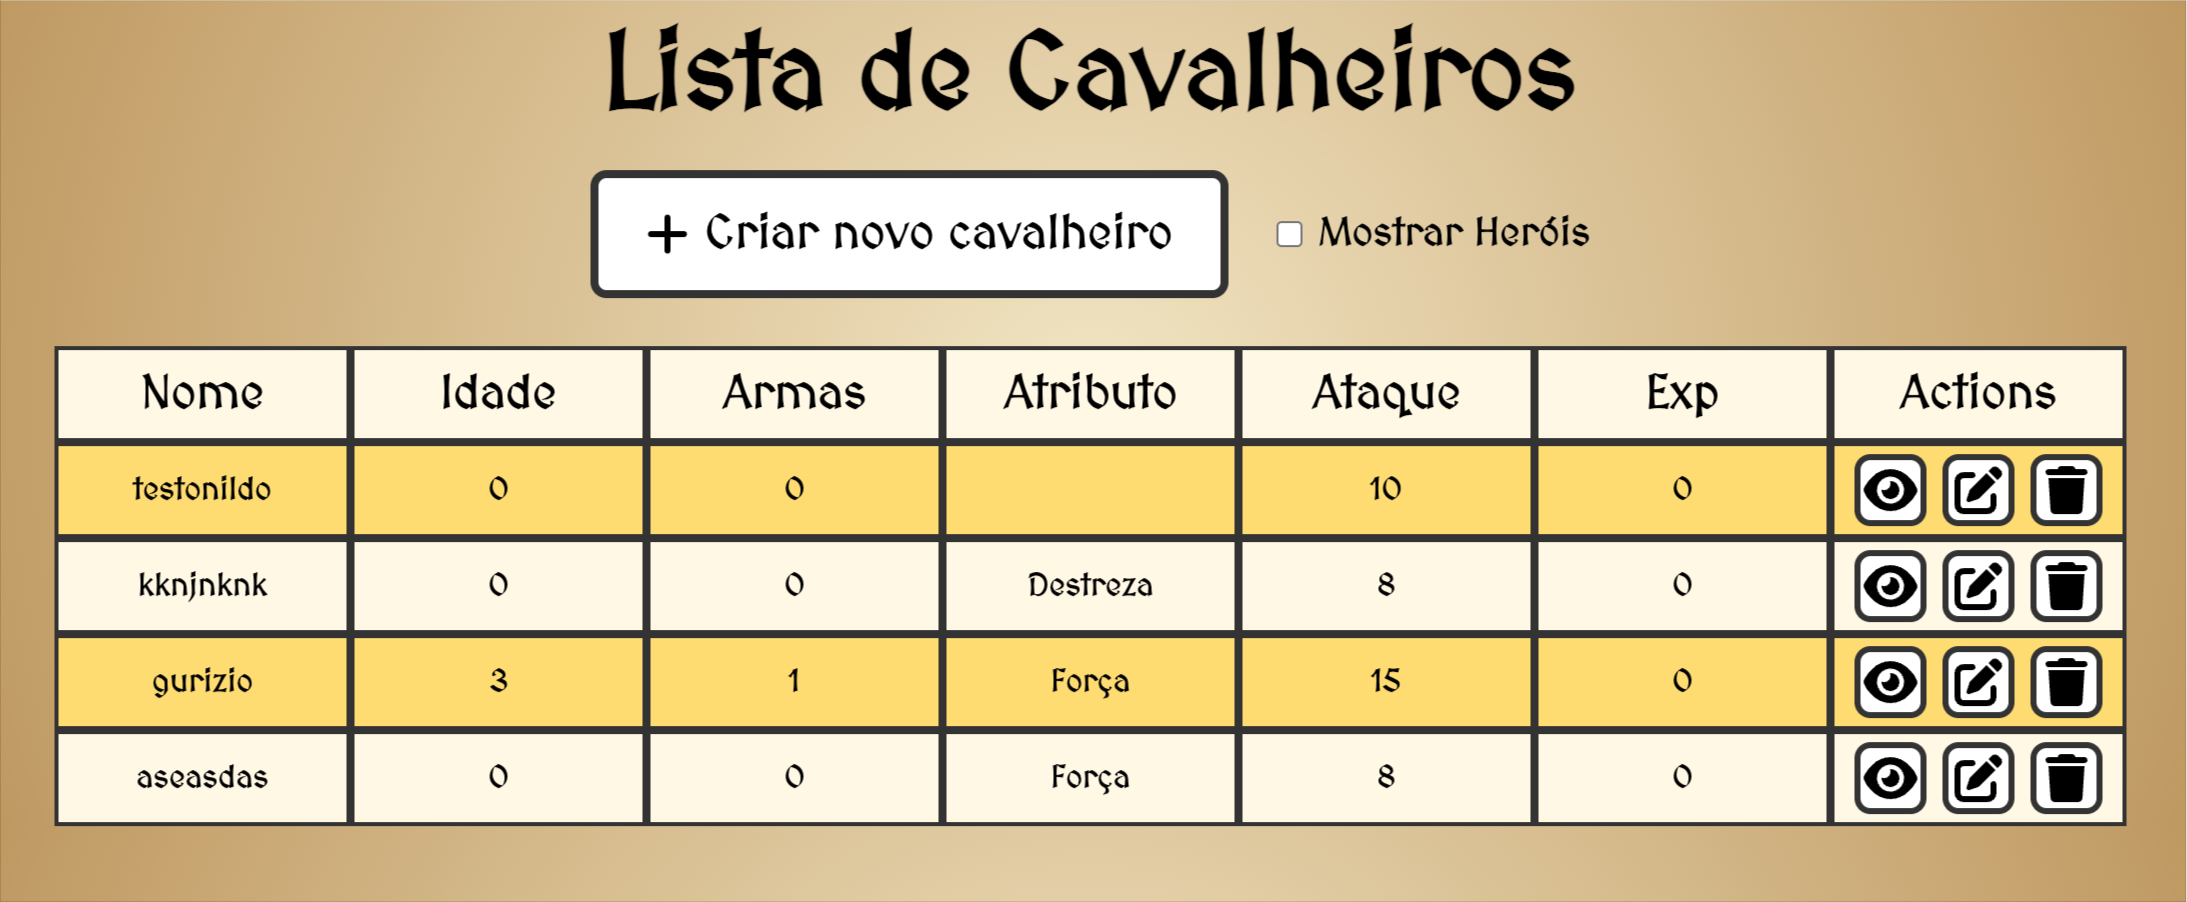 Lista de Cavalheiros
+ Criar novo cavalheiro Mostrar Heróis
Nome Idade Armas Atributo Ataque Exp Actions
testonildo 0 0 10 0
kknjnknk 0 0 Destreza 8 0
gurizio 3 1 Força 15 0
aseasdas 0 0 Força 8 0